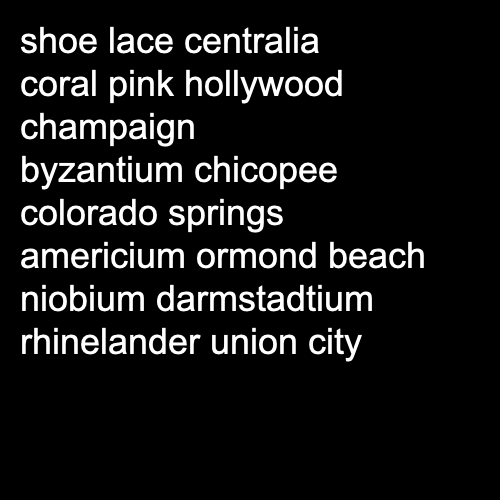 shoe lace centralia
coral pink hollywood
champaign
byzantium chicopee
colorado springs
americium ormond beach
niobium darmstadtium
rhinelander union city